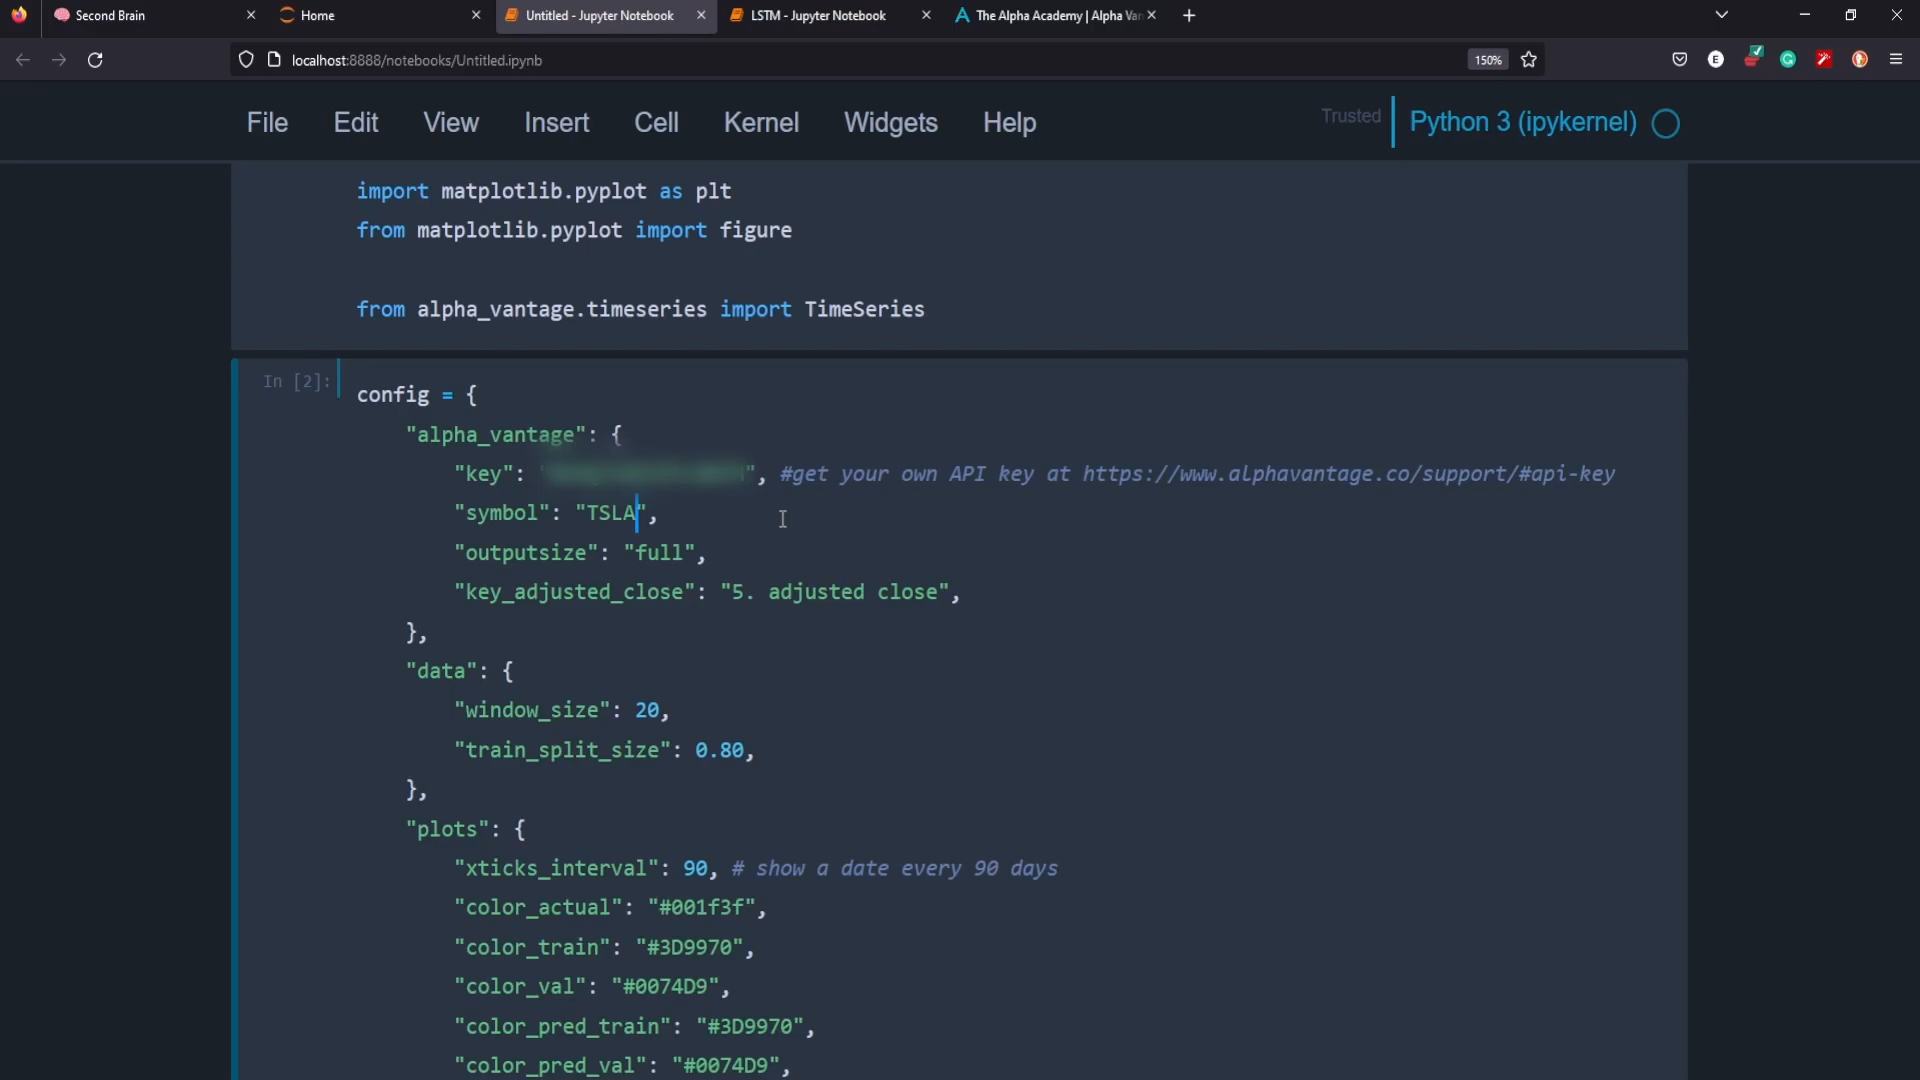 Second Brain
Home
Untitled - Jupyter Notebook
LSTM - Jupyter Notebook
The Alpha Academy | Alpha Van
localhost:8888/notebooks/Untitled.ipynb
150%
File Edit View Insert Cell Kernel Widgets Help
Trusted
Python 3 (ipykernel)
import matplotlib.pyplot as plt
from matplotlib.pyplot import figure
from alpha_vantage.timeseries import TimeSeries
In [2]:
config = {
"alpha_vantage": {
"key": ", #get your own API key at https://www.alphavantage.co/support/#api-key
"symbol": "TSLA",
"outputsize": "full",
"key_adjusted_close": "5. adjusted close",
},
"data": {
"window_size": 20,
"train_split_size": 0.80,
},
"plots": {
"xticks_interval": 90, # show a date every 90 days
"color_actual": "#001f3f",
"color_train": "#3D9970",
"color_val": "#0074D9",
"color_pred_train": "#3D9970",
"color_pred_val": "#0074D9",